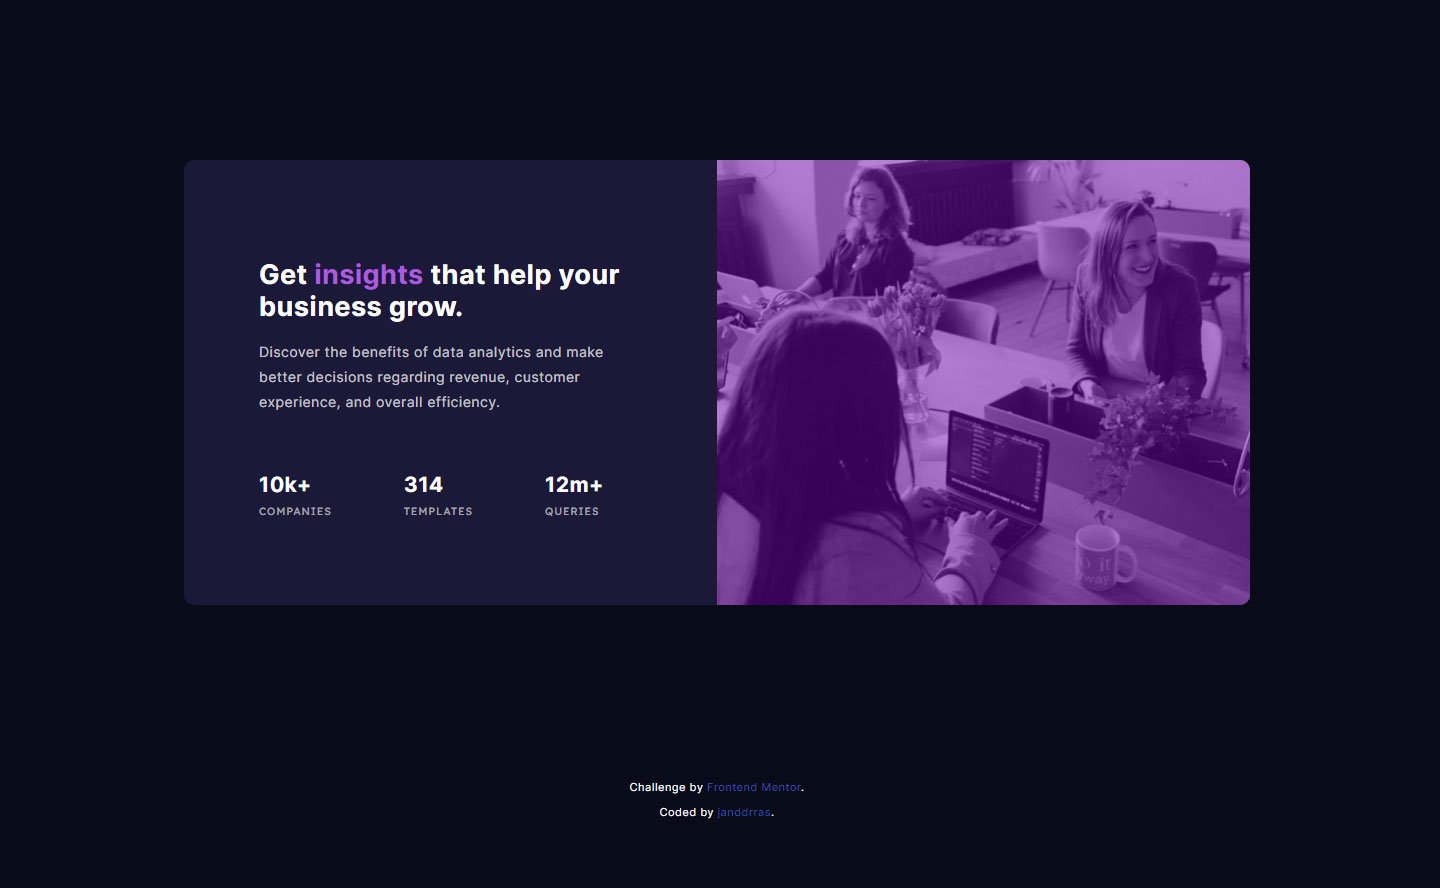 Get insights that help your
business grow.
Discover the benefits of data analytics and make
better decisions regarding revenue, customer
experience, and overall efficiency.
10k+ 314 12m+
COMPANIES TEMPLATES QUERIES
Challenge by Frontend Mentor.
Coded by janddrras.